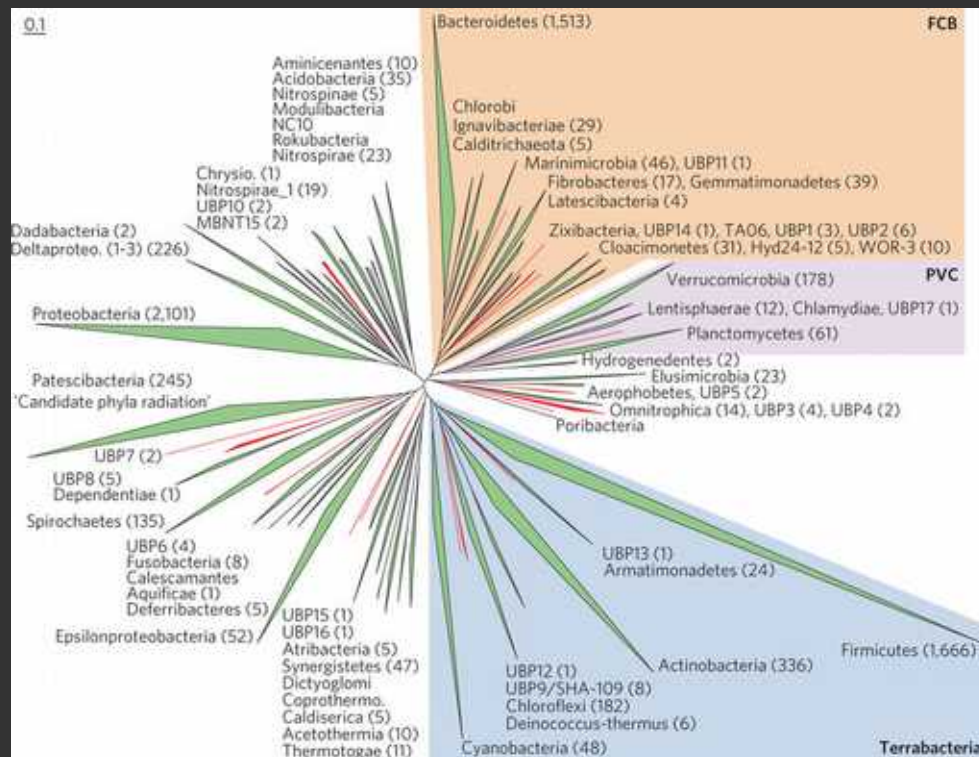 0.1
Bacteroidetes (1,513)
FCB
Aminicenantes (10)
Acidobacteria (35)
Nitrospinae (5)
Modulibacteria
NC10
Rokubacteria
Nitrospirae (23)
Chlorobi
Ignavibacteriae (29)
Calditrichaeota (5)
Marinimicrobia (46), UBP11 (1)
Fibrobacteres (17), Gemmatimonadetes (39)
Latescibacteria (4)
Chrysio. (1)
Nitrospirae_1 (19)
UBP10 (2)
MBNT15 (2)
Zixibacteria, UBP14 (1), TA06, UBP1 (3), UBP2 (6)
Cloacimonetes (31), Hyd24-12 (5), WOR-3 (10)
Dadabacteria (2)
Deltaproteo. (1-3) (226)
Verrucomicrobia (178)
PVC
Lentisphaerae (12), Chlamydiae, UBP17 (1)
Planctomycetes (61)
Proteobacteria (2,101)
Hydrogenedentes (2)
Elusimicrobia (23)
Aerophobetes, UBP5 (2)
Omnitrophica (14), UBP3 (4), UBP4 (2)
Poribacteria
Patescibacteria (245)
'Candidate phyla radiation'
UBP7 (2)
UBP8 (5)
Dependentiae (1)
Spirochaetes (135)
UBP6 (4)
Fusobacteria (8)
Calescamantes
Aquificae (1)
Deferribacteres (5)
Epsilonproteobacteria (52)
UBP15 (1)
UBP16 (1)
Atribacteria (5)
Synergistetes (47)
Dictyoglomi
Coprothermo.
Caldiserica (5)
Acetothermia (10)
Thermotogae (11)
UBP13 (1)
Armatimonadetes (24)
Firmicutes (1,666)
Actinobacteria (336)
UBP12 (1)
UBP9/SHA-109 (8)
Chloroflexi (182)
Deinococcus-thermus (6)
Cyanobacteria (48)
Terrabacteria